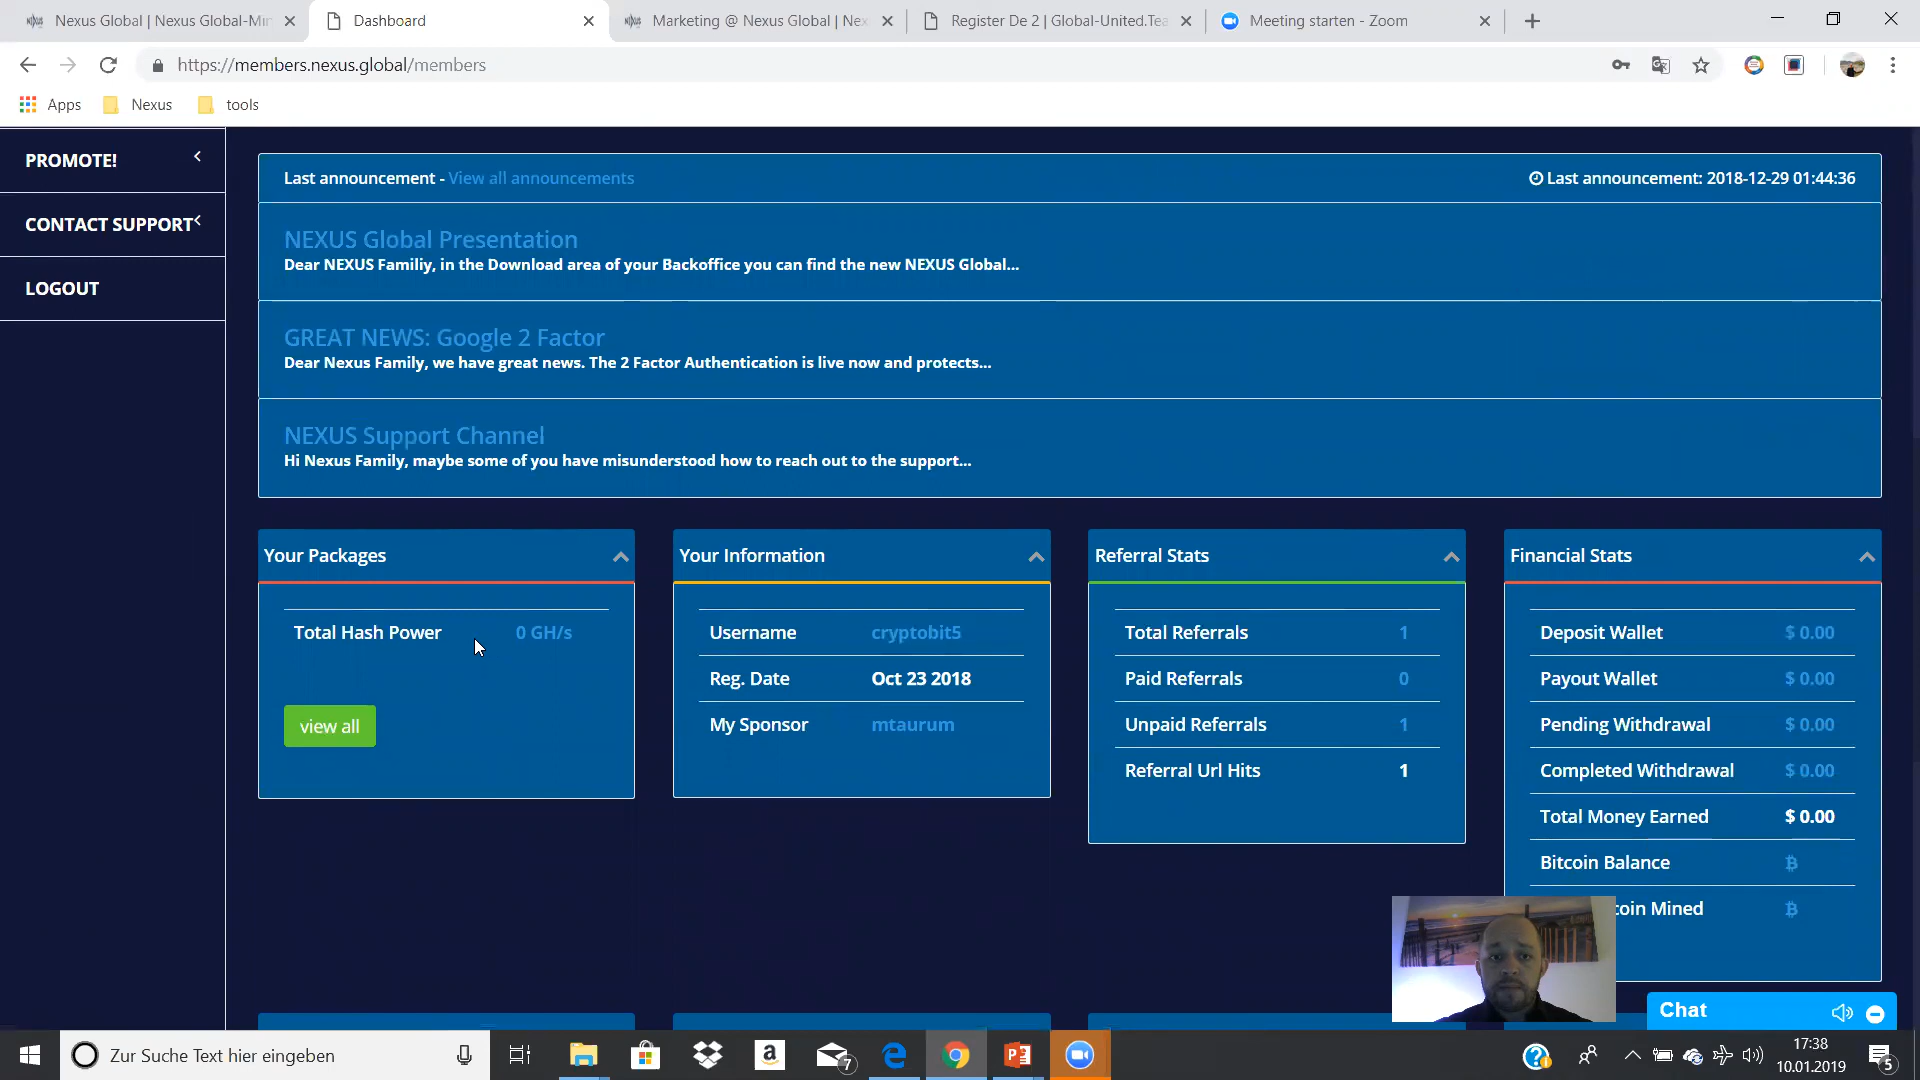 Nexus Global | Nexus Global-Min
Dashboard
Marketing @ Nexus Global | Nex
Register De 2 | Global-United.Tea
Meeting starten - Zoom
https://members.nexus.global/members
Apps
Nexus
tools
PROMOTE!
CONTACT SUPPORT
LOGOUT
Last announcement - View all announcements
Last announcement: 2018-12-29 01:44:36
NEXUS Global Presentation
Dear NEXUS Familiy, in the Download area of your Backoffice you can find the new NEXUS Global...
GREAT NEWS: Google 2 Factor
Dear Nexus Family, we have great news. The 2 Factor Authentication is live now and protects...
NEXUS Support Channel
Hi Nexus Family, maybe some of you have misunderstood how to reach out to the support...
Your Packages
Total Hash Power 0 GH/s
view all
Your Information
Username cryptobit5
Reg. Date Oct 23 2018
My Sponsor mtaurum
Referral Stats
Total Referrals 1
Paid Referrals 0
Unpaid Referrals 1
Referral Url Hits 1
Financial Stats
Deposit Wallet $ 0.00
Payout Wallet $ 0.00
Pending Withdrawal $ 0.00
Completed Withdrawal $ 0.00
Total Money Earned $ 0.00
Bitcoin Balance
coin Mined
Chat
Zur Suche Text hier eingeben
7
17:38
10.01.2019
5